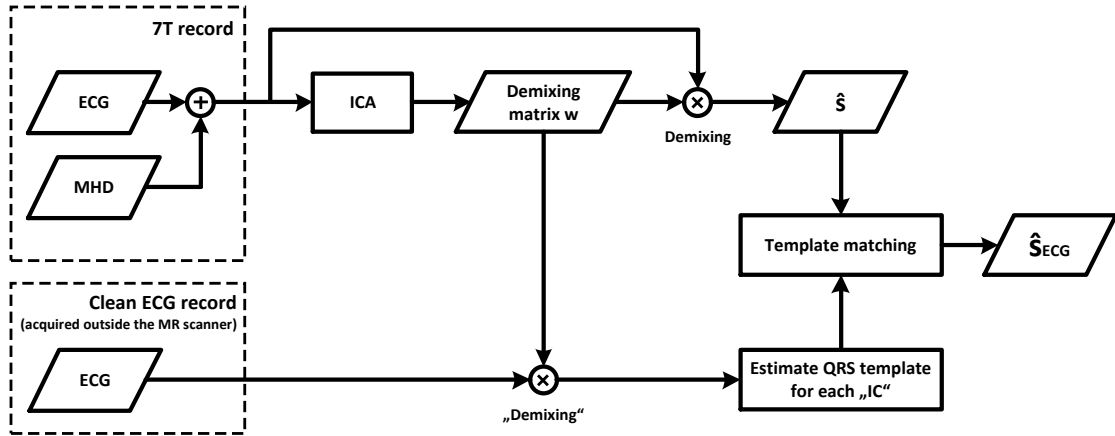 7T record
ECG
+
MHD
ICA
Demixing
matrix w
×
Demixing
ŝ
Template matching
ŜECG
Clean ECG record
(acquired outside the MR scanner)
ECG
×
„Demixing“
Estimate QRS template
for each „IC“